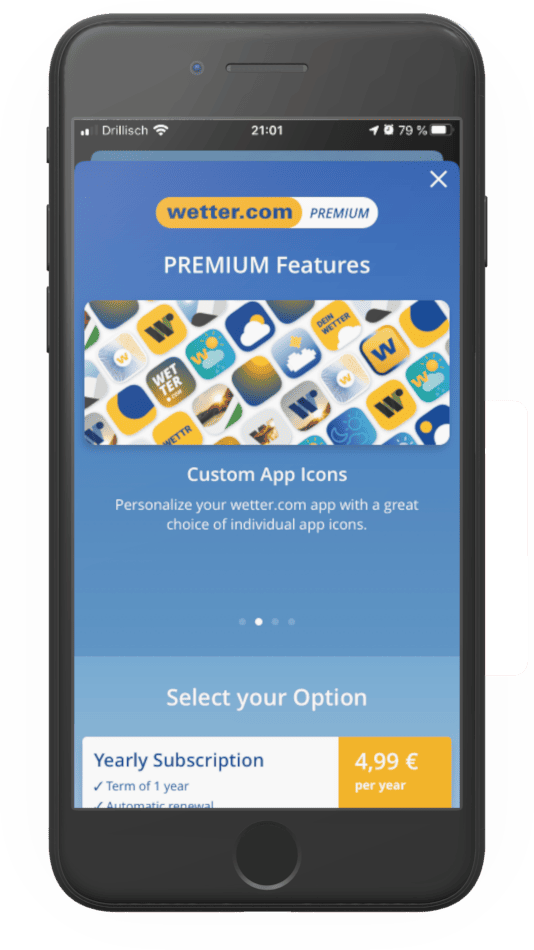 Drillisch 21:01 79 %
wetter.com PREMIUM
PREMIUM Features
DEIN
WETTER
W
WET
TER
.COM
W
WETTR
Custom App Icons
Personalize your wetter.com app with a great
choice of individual app icons.
Select your Option
Yearly Subscription
4,99 €
✓ Term of 1 year
per year
✓ Automatic renewal